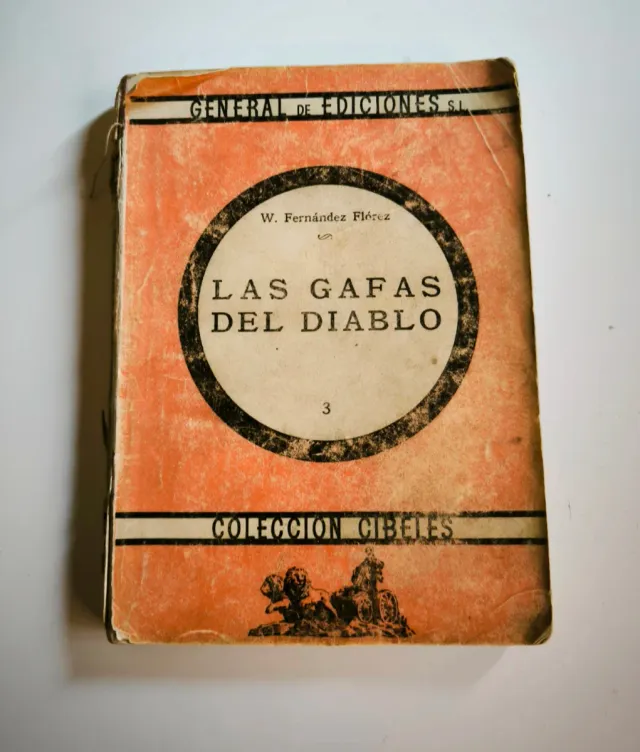 GENERAL DE EDICIONES S.L.
W. Fernández Flórez
LAS GAFAS
DEL DIABLO
3
COLECCION CIBELES